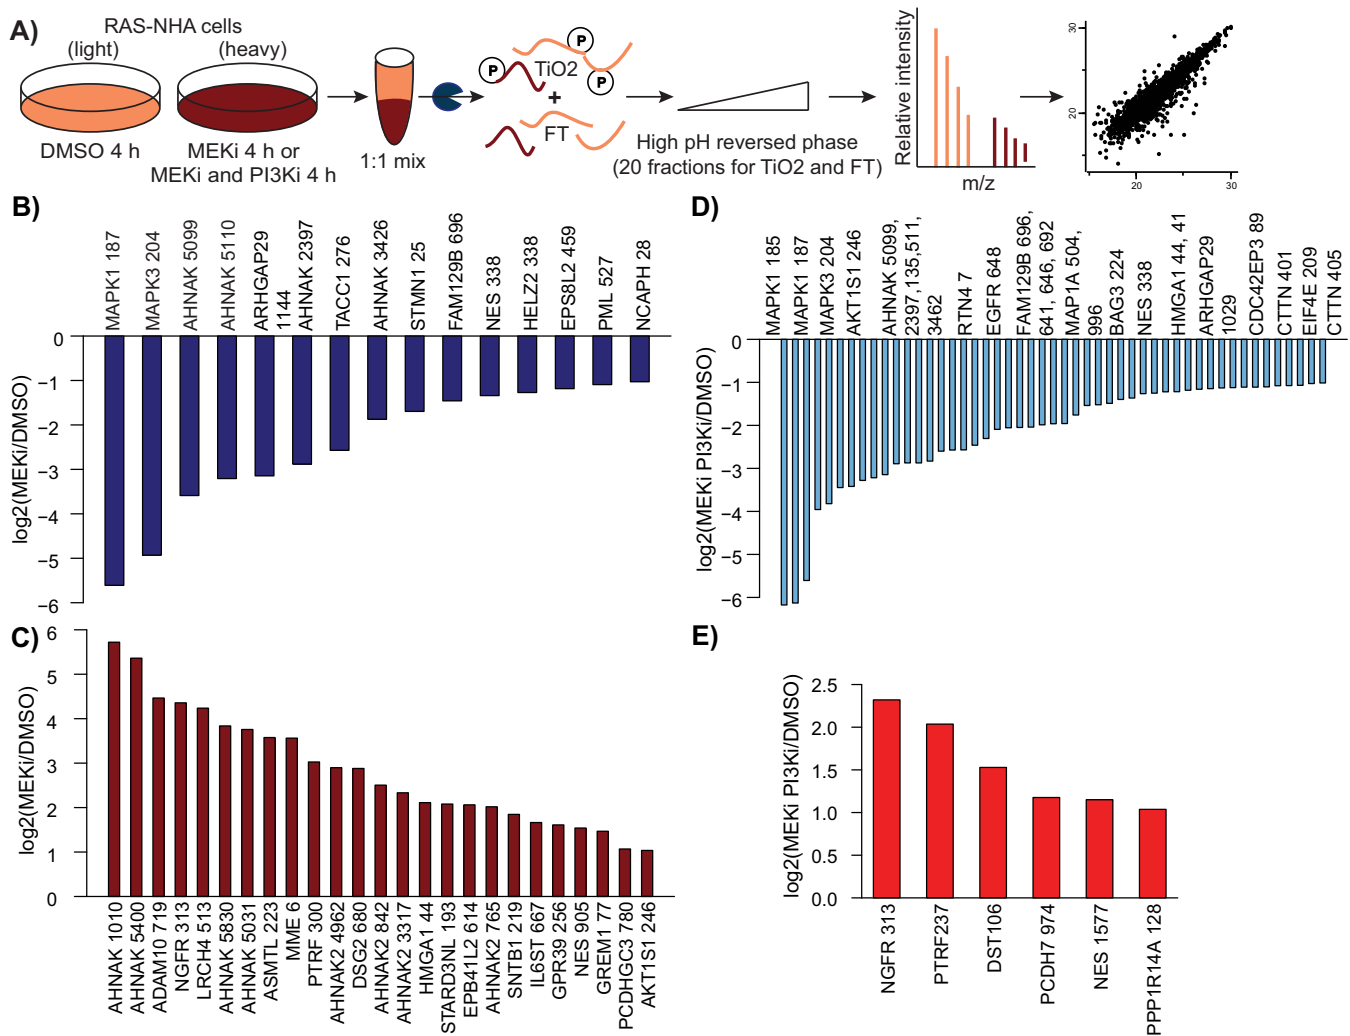 A)
RAS-NHA cells
(light)
(heavy)
DMSO 4 h
MEKi 4 h or
MEKi and PI3Ki 4 h
1:1 mix
P
P
P
TiO2
+
FT
High pH reversed phase
(20 fractions for TiO2 and FT)
Relative intensity
m/z
30
20
20
30
B)
MAPK1 187
MAPK3 204
AHNAK 5099
AHNAK 5110
ARHGAP29
1144
AHNAK 2397
TACC1 276
AHNAK 3426
STMN1 25
FAM129B 696
NES 338
HELZ2 338
EPS8L2 459
PML 527
NCAPH 28
log2(MEKi/DMSO)
0
−1
−2
−3
−4
−5
−6
D)
MAPK1 185
MAPK1 187
MAPK3 204
AKT1S1 246
AHNAK 5099,
2397,135,511,
3462
RTN4 7
EGFR 648
FAM129B 696,
641, 646, 692
MAP1A 504,
996
BAG3 224
NES 338
HMGA1 44, 41
ARHGAP29
1029
CDC42EP3 89
CTTN 401
EIF4E 209
CTTN 405
log2(MEKi PI3Ki/DMSO)
0
−1
−2
−3
−4
−5
−6
C)
log2(MEKi/DMSO)
6
5
4
3
2
1
0
AHNAK 1010
AHNAK 5400
ADAM10 719
NGFR 313
LRCH4 513
AHNAK 5830
AHNAK 5031
ASMTL 223
MME 6
PTRF 300
AHNAK2 4962
DSG2 680
AHNAK2 842
AHNAK2 3317
HMGA1 44
STARD3NL 193
EPB41L2 614
AHNAK2 765
SNTB1 219
IL6ST 667
GPR39 256
NES 905
GREM1 77
PCDHGC3 780
AKT1S1 246
E)
log2(MEKi PI3Ki/DMSO)
2.5
2.0
1.5
1.0
0.5
0.0
NGFR 313
PTRF237
DST106
PCDH7 974
NES 1577
PPP1R14A 128